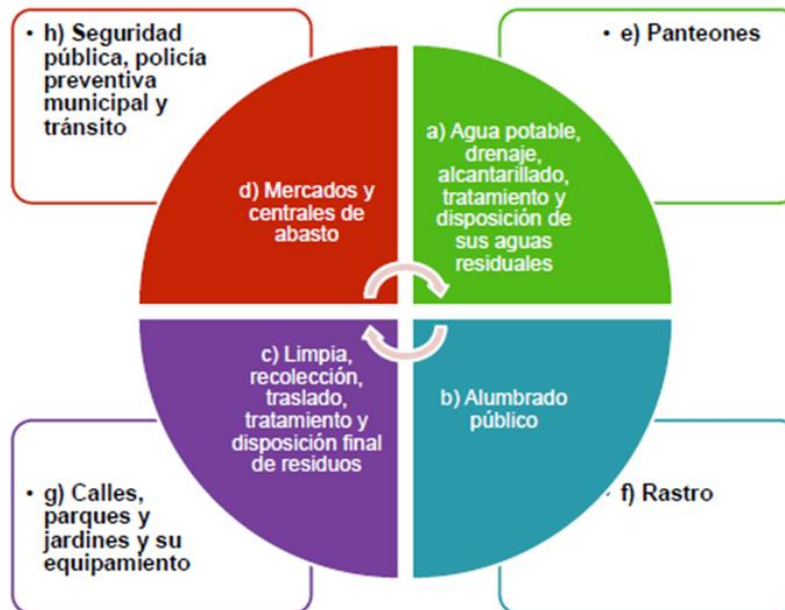 • h) Seguridad
pública, policía
preventiva
municipal y
tránsito
• e) Panteones
d) Mercados y
centrales de
abasto
a) Agua potable,
drenaje,
alcantarillado,
tratamiento y
disposición de
sus aguas
residuales
c) Limpia,
recolección,
traslado,
tratamiento y
disposición final
de residuos
b) Alumbrado
público
• g) Calles,
parques y
jardines y su
equipamiento
• f) Rastro